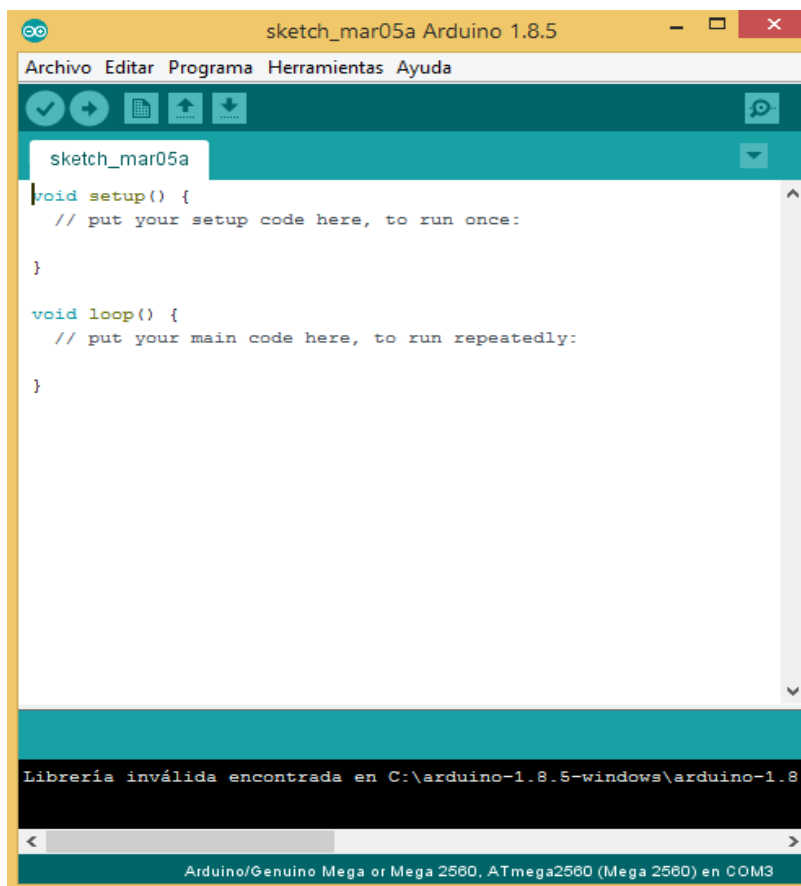 sketch_mar05a Arduino 1.8.5
Archivo Editar Programa Herramientas Ayuda
sketch_mar05a
void setup() {
  // put your setup code here, to run once:
}
void loop() {
  // put your main code here, to run repeatedly:
}
Librería inválida encontrada en C:\arduino-1.8.5-windows\arduino-1.8
Arduino/Genuino Mega or Mega 2560, ATmega2560 (Mega 2560) en COM3